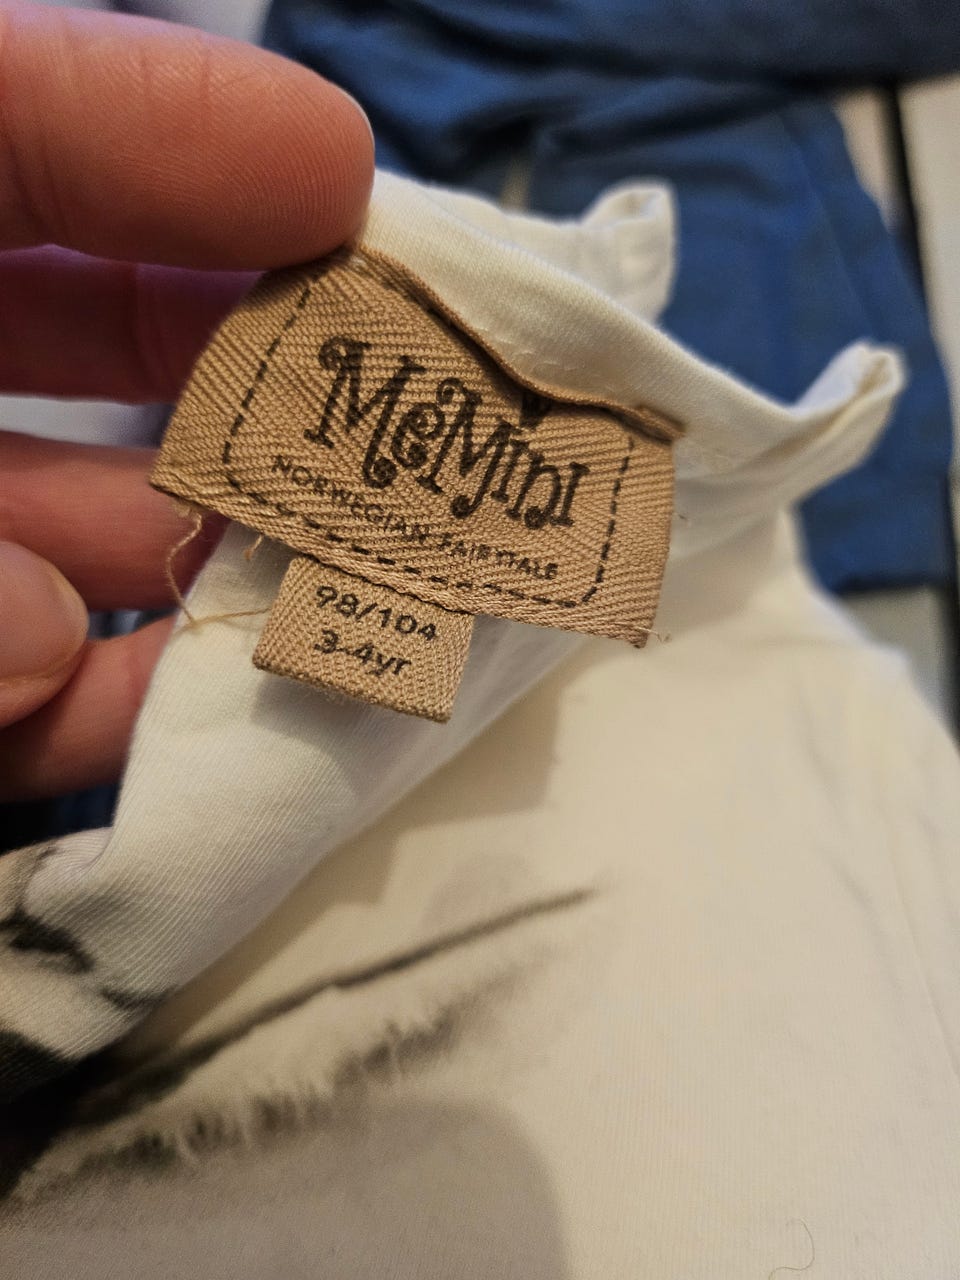 MeMini
NORWEGIAN FAIRYTALE
98/104
3-4yr